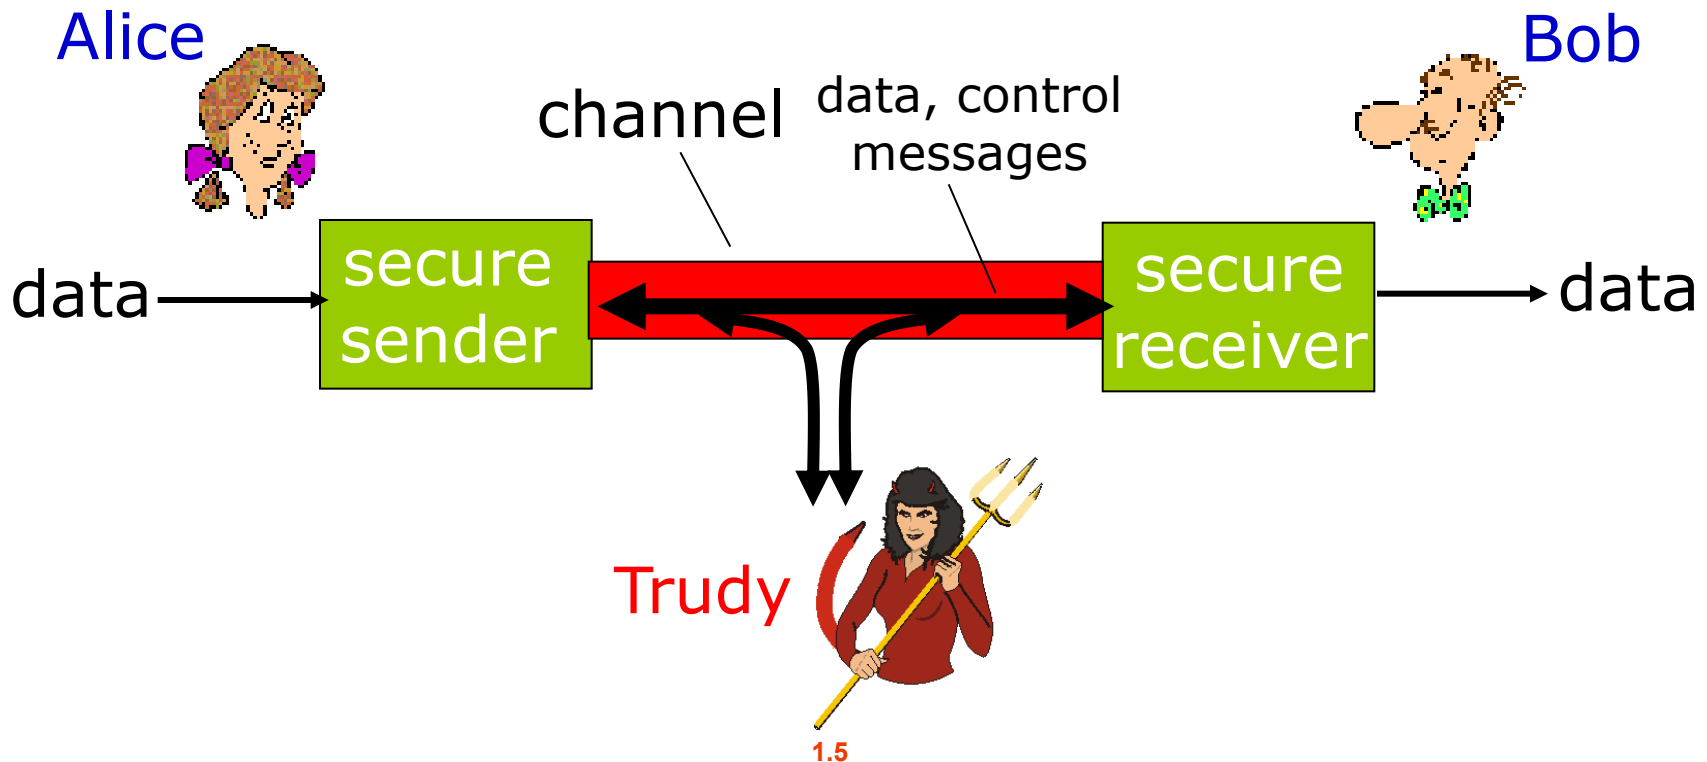 Alice
Bob
channel
data, control
messages
data
secure
sender
secure
receiver
data
Trudy
1.5